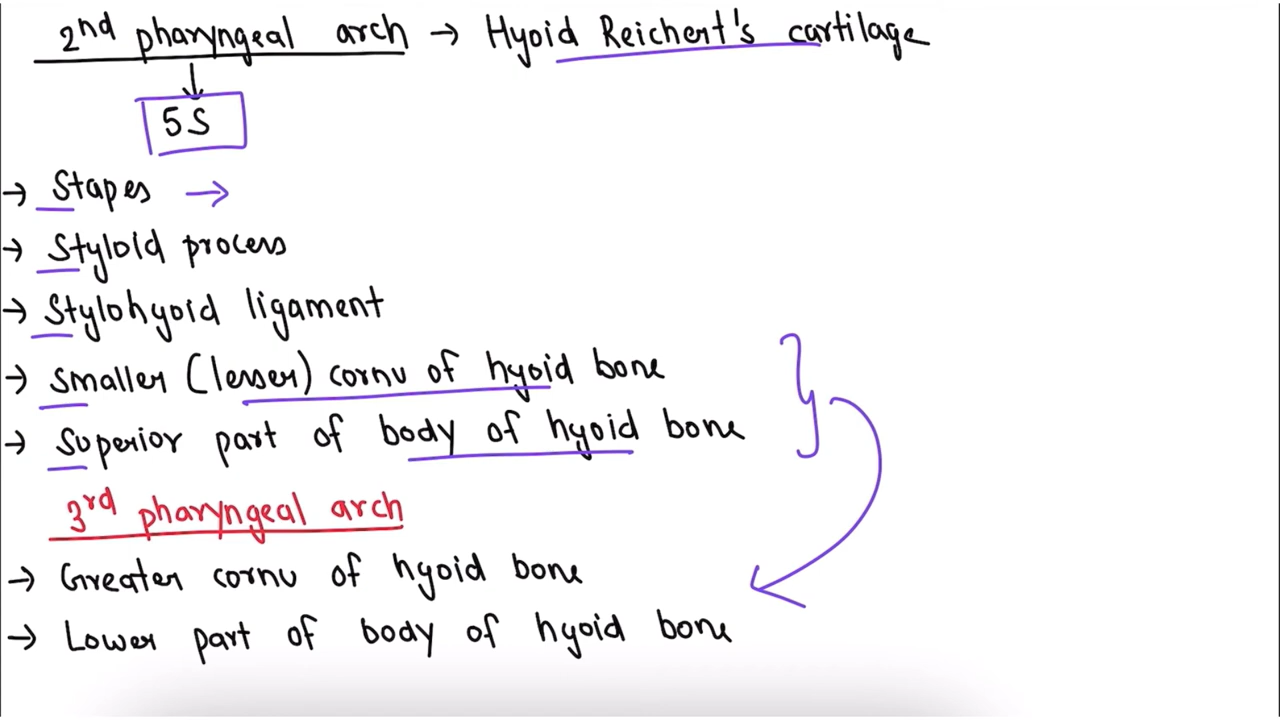 2nd pharyngeal arch → Hyoid Reichert's cartilage
5S
→ Stapes →
→ Styloid process
→ Stylohyoid ligament
→ smaller (lesser) cornu of hyoid bone
→ superior part of body of hyoid bone
3rd pharyngeal arch
→ Greater cornu of hyoid bone
→ Lower part of body of hyoid bone